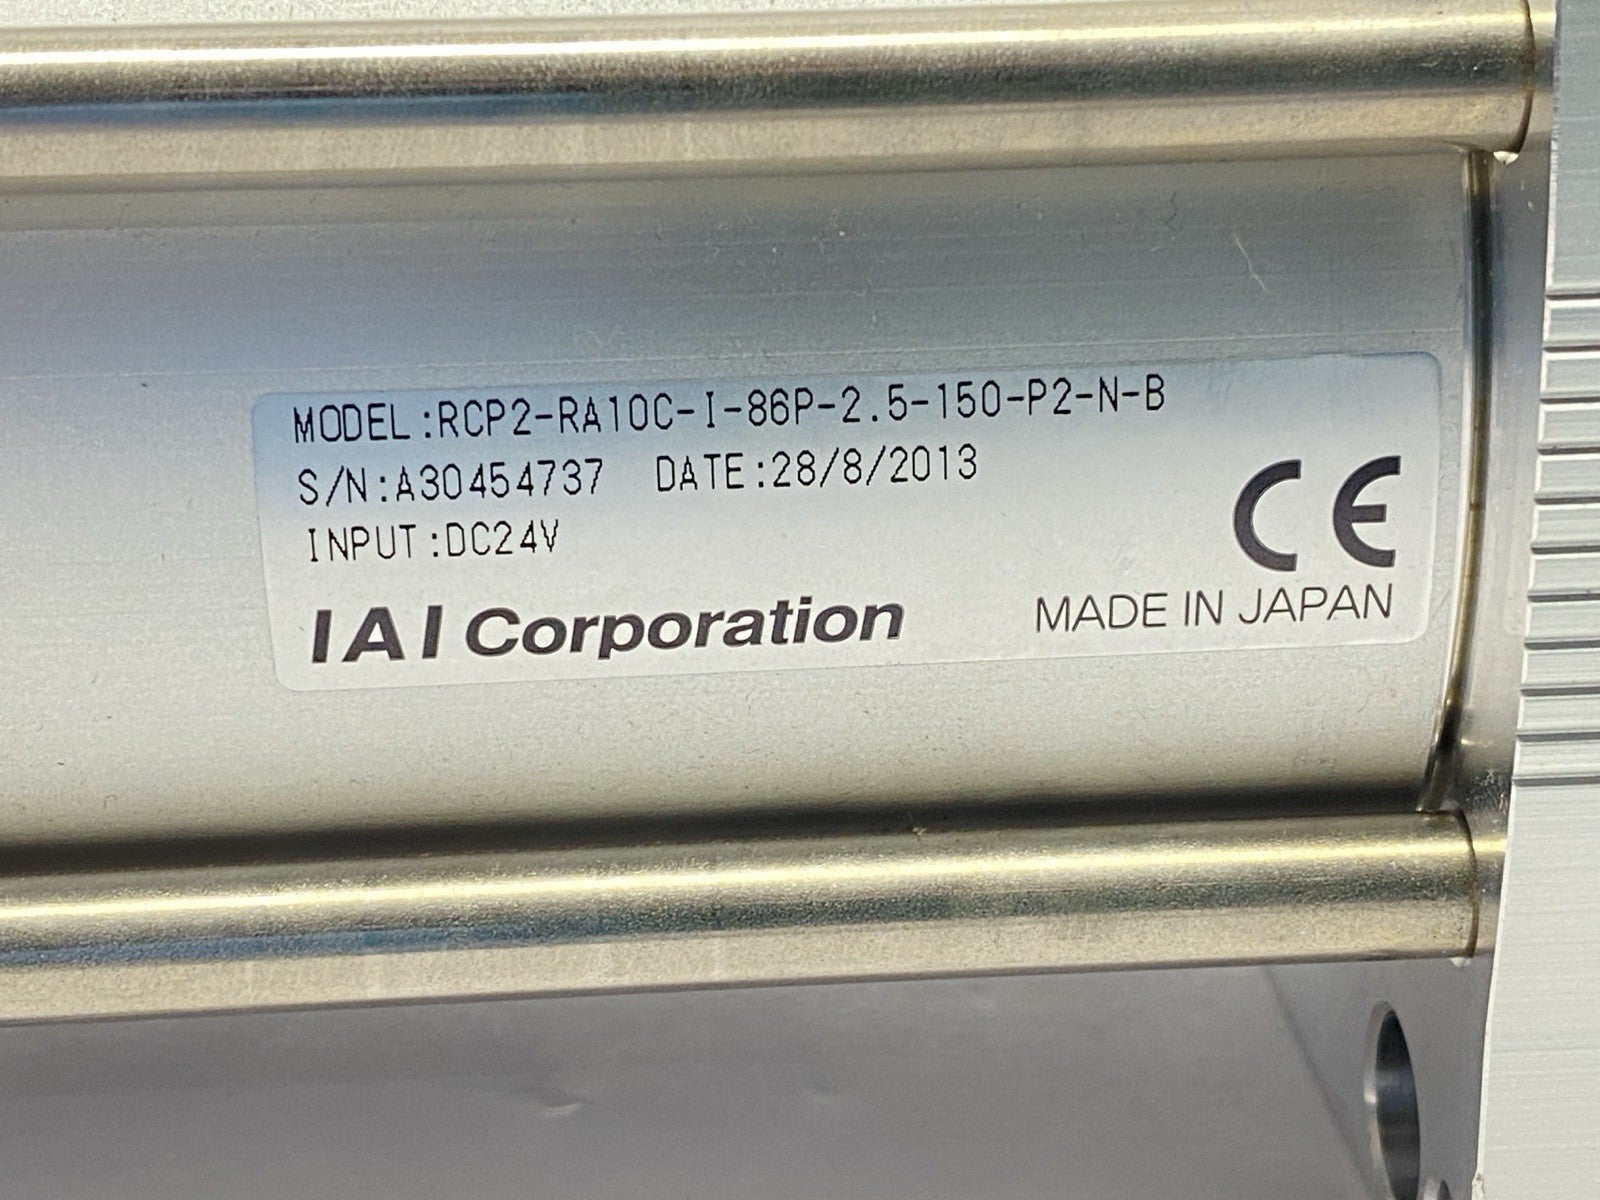 MODEL:RCP2-RA10C-I-86P-2.5-150-P2-N-B
S/N:A30454737 DATE:28/8/2013
INPUT:DC24V
CE
IAI Corporation MADE IN JAPAN